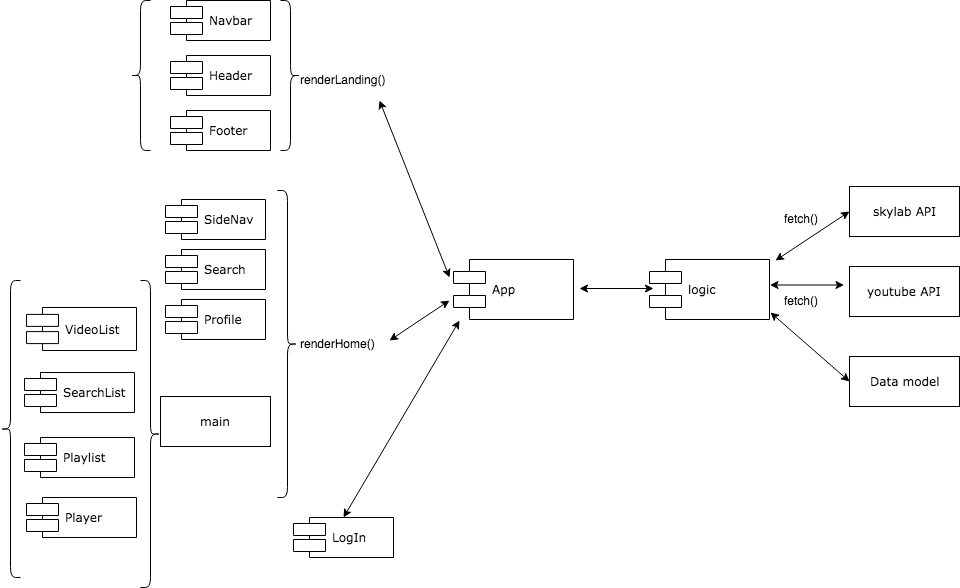 Navbar
Header
renderLanding()
Footer
SideNav
Search
Profile
renderHome()
VideoList
SearchList
main
Playlist
Player
LogIn
App
logic
fetch()
skylab API
youtube API
fetch()
Data model